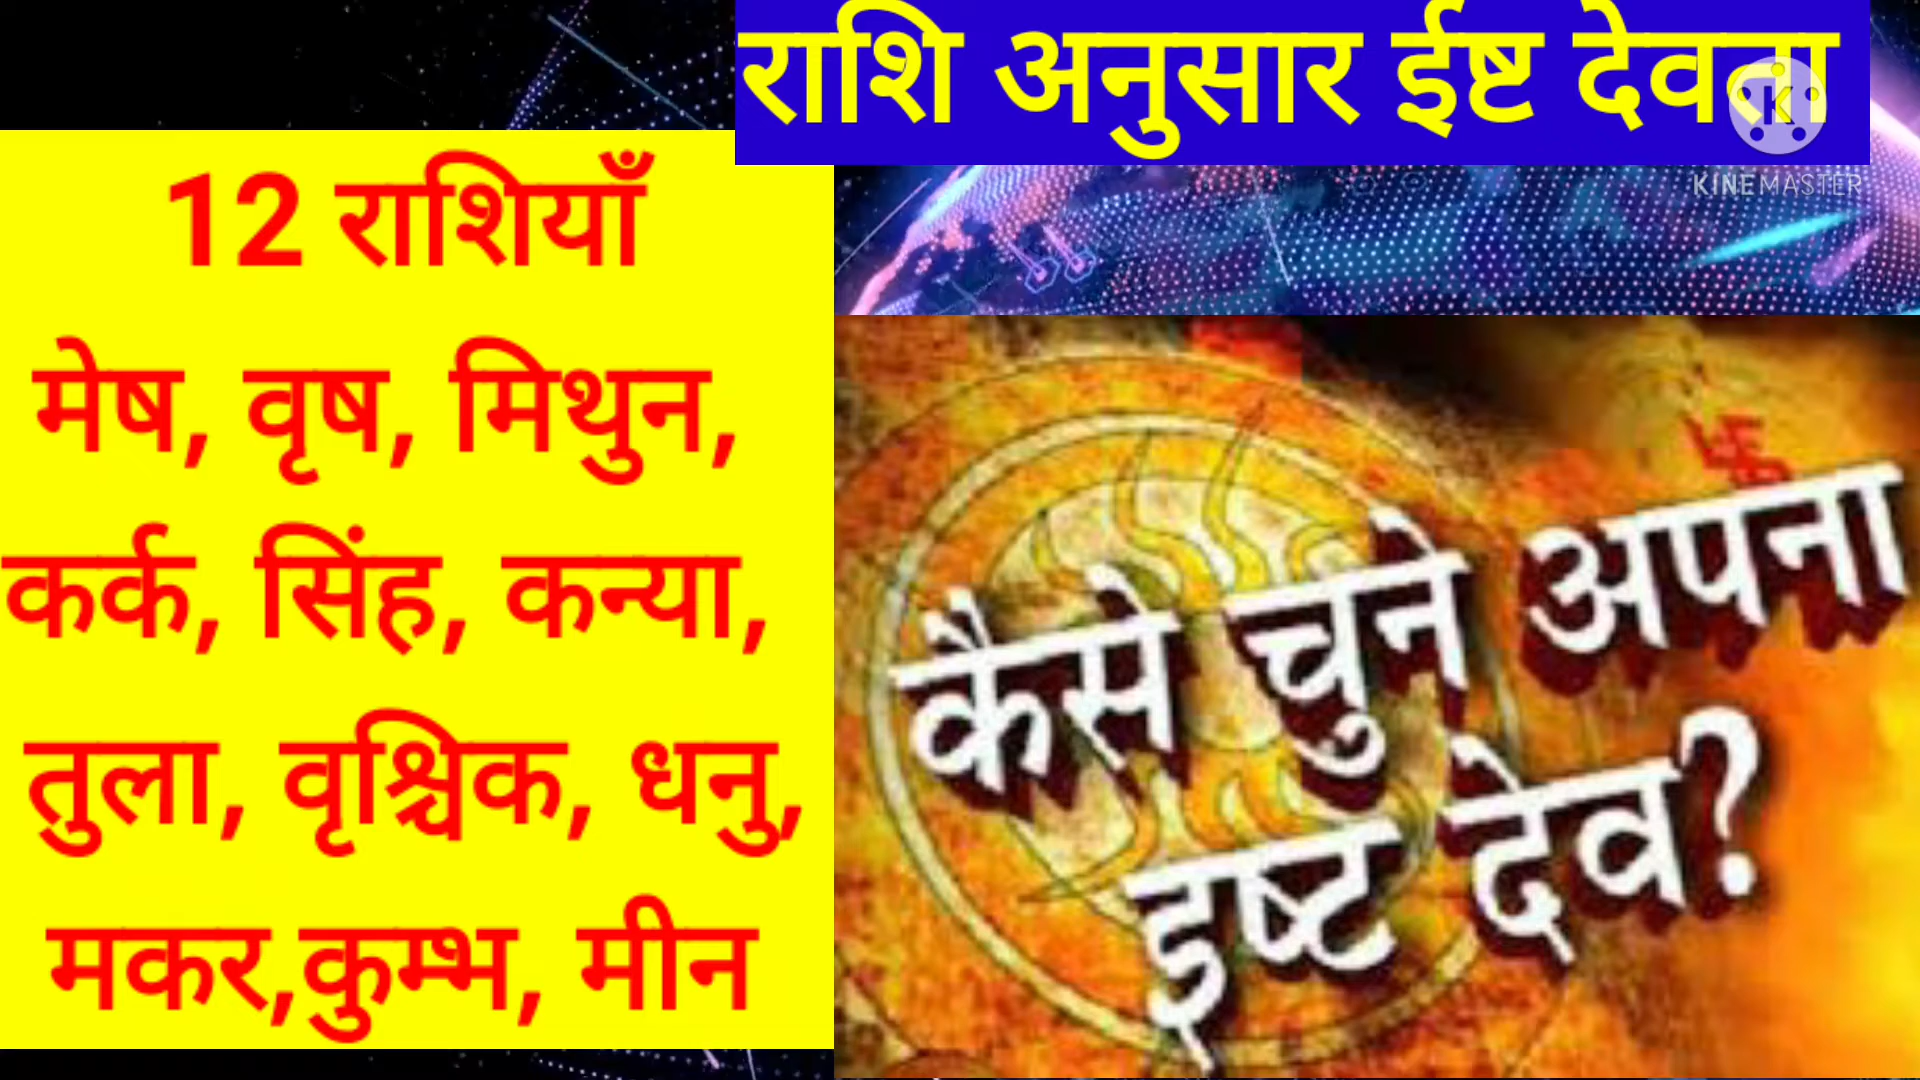 राशि अनुसार ईष्ट देवता
K
KINEMASTER
12 राशियाँ
मेष, वृष, मिथुन,
कर्क, सिंह, कन्या,
तुला, वृश्चिक, धनु,
मकर,कुम्भ, मीन
कैसे चुने अपना
इष्ट देव?